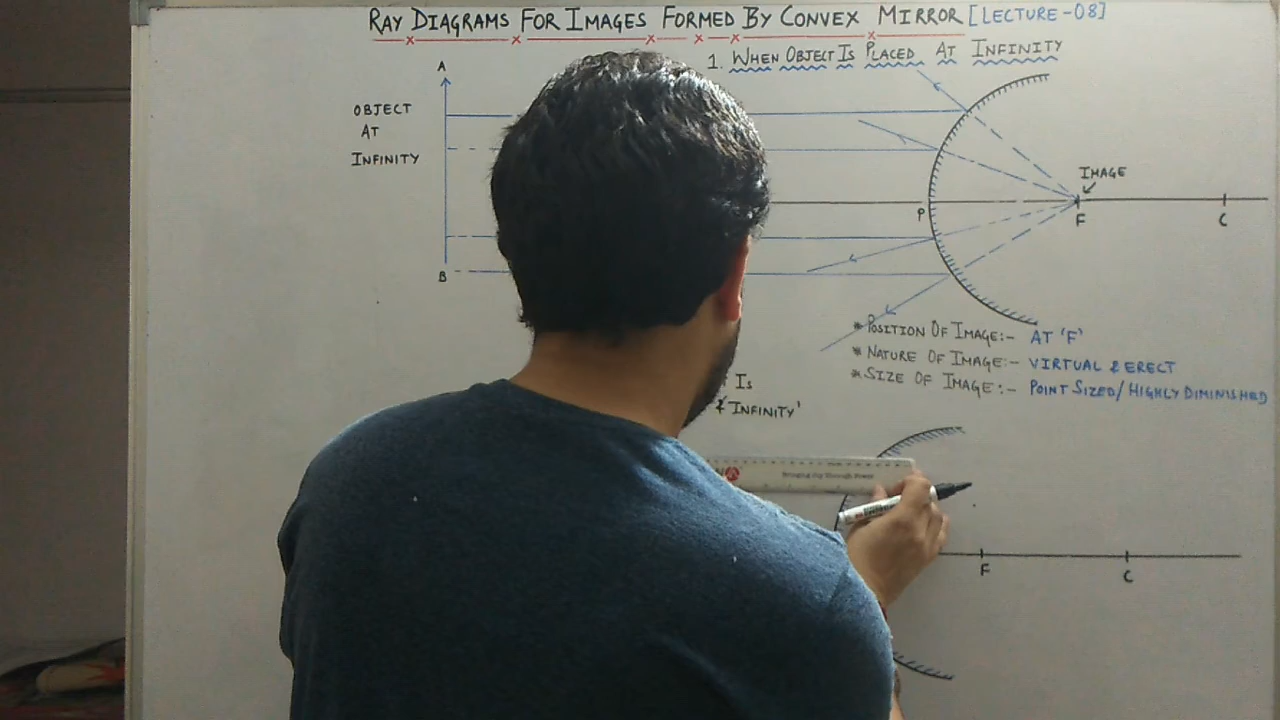 RAY DIAGRAMS FOR IMAGES FORMED BY CONVEX MIRROR [LECTURE-08]
1. WHEN OBJECT IS PLACED AT INFINITY
A
OBJECT
AT
INFINITY
B
IMAGE
P
F
C
* POSITION OF IMAGE:- AT 'F'
* NATURE OF IMAGE:- VIRTUAL & ERECT
* SIZE OF IMAGE:- POINT SIZED/HIGHLY DIMINISHED
IS
& 'INFINITY'
F
C